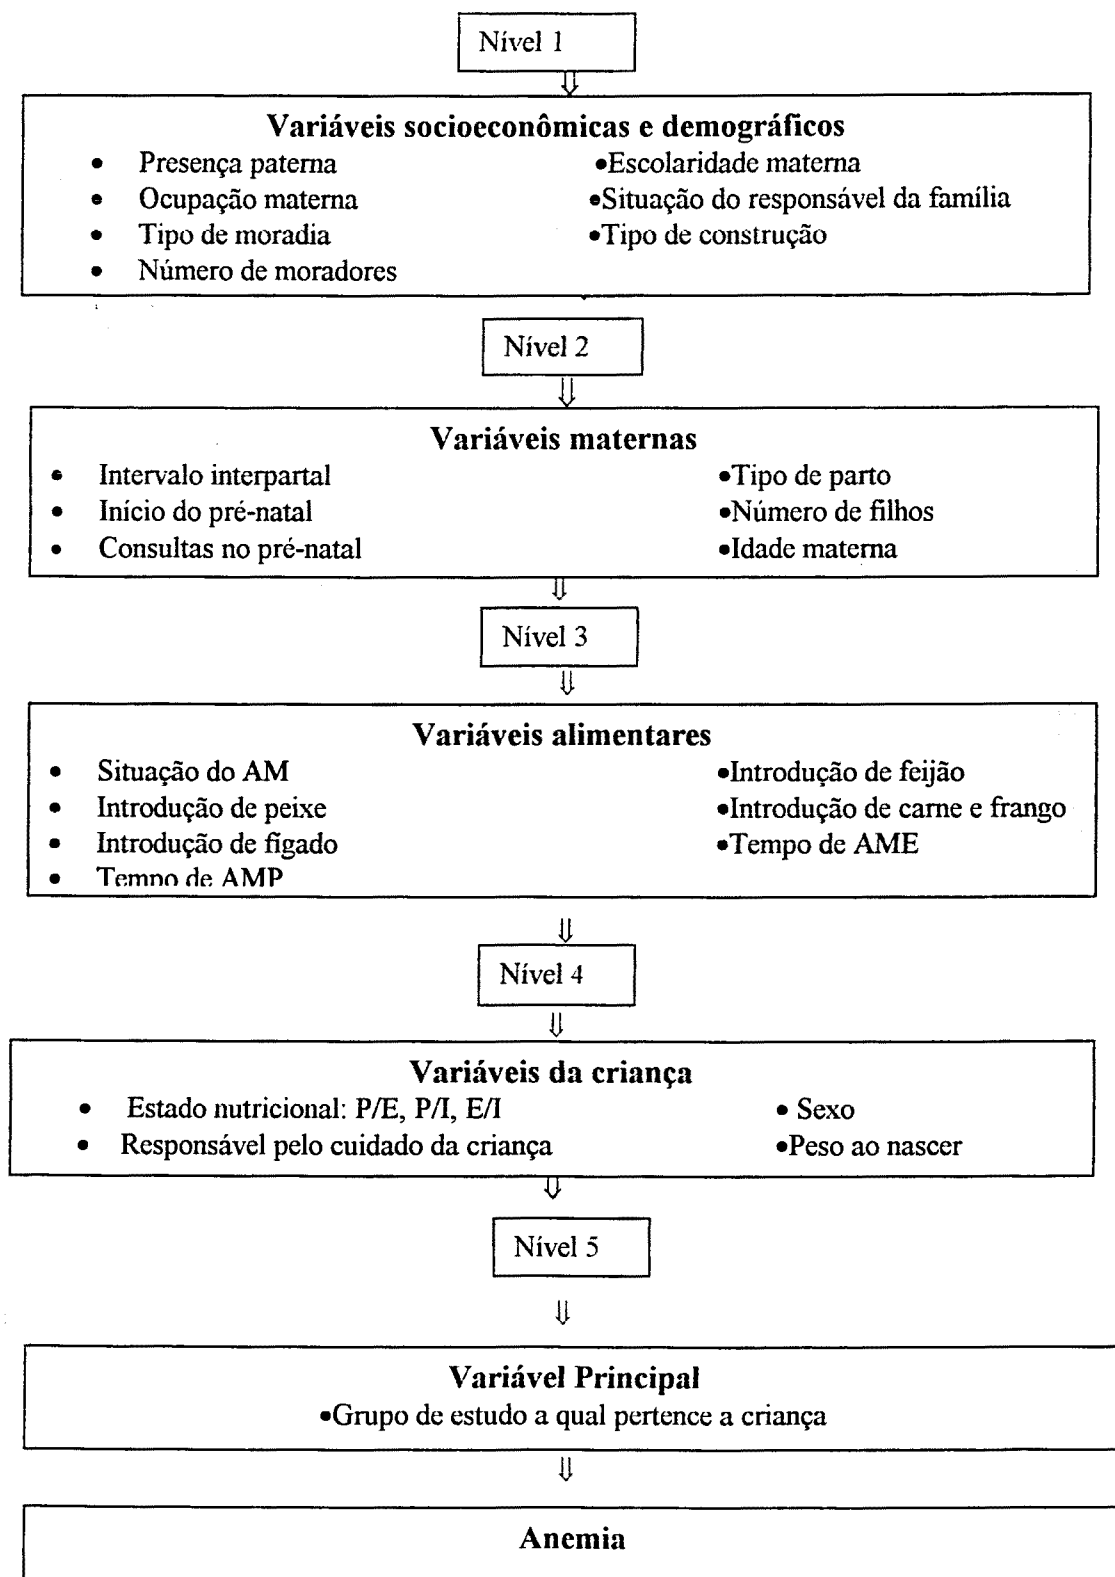 Nível 1
Variáveis socioeconômicas e demográficos
• Presença paterna •Escolaridade materna
• Ocupação materna •Situação do responsável da família
• Tipo de moradia •Tipo de construção
• Número de moradores
Nível 2
Variáveis maternas
• Intervalo interpartal •Tipo de parto
• Início do pré-natal •Número de filhos
• Consultas no pré-natal •Idade materna
Nível 3
Variáveis alimentares
• Situação do AM •Introdução de feijão
• Introdução de peixe •Introdução de carne e frango
• Introdução de fígado •Tempo de AME
• Tempo de AMP
Nível 4
Variáveis da criança
• Estado nutricional: P/E, P/I, E/I • Sexo
• Responsável pelo cuidado da criança •Peso ao nascer
Nível 5
Variável Principal
•Grupo de estudo a qual pertence a criança
Anemia